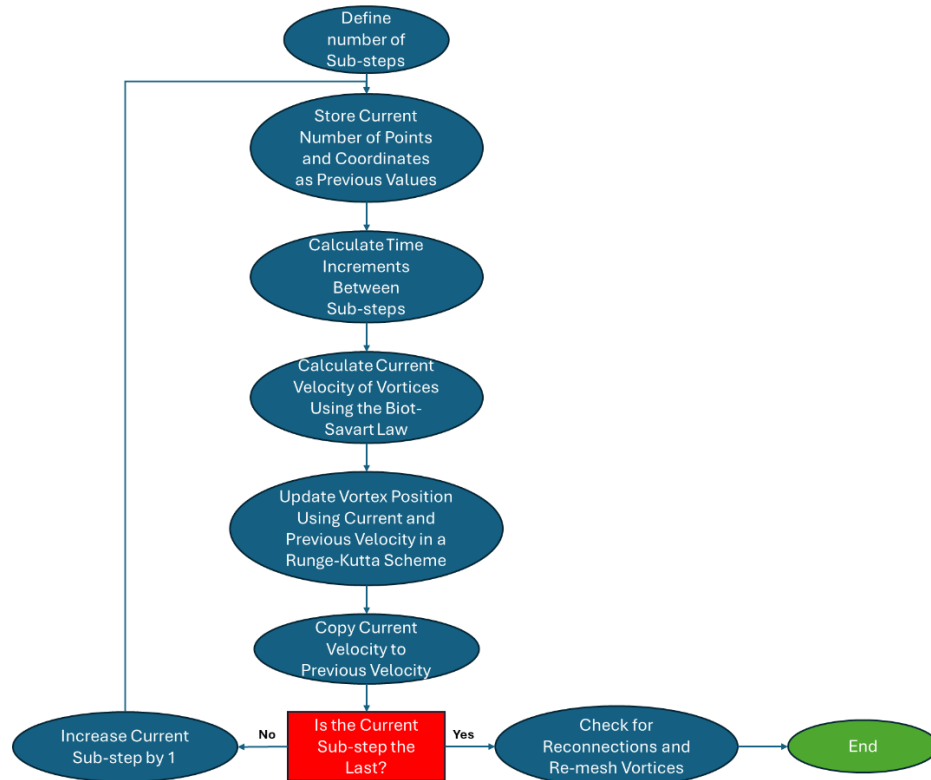 Define
number of
Sub-steps
Store Current
Number of Points
and Coordinates
as Previous Values
Calculate Time
Increments
Between
Sub-steps
Calculate Current
Velocity of Vortices
Using the Biot-
Savart Law
Update Vortex Position
Using Current and
Previous Velocity in a
Runge-Kutta Scheme
Copy Current
Velocity to
Previous Velocity
Is the Current
Sub-step the
Last?
No
Increase Current
Sub-step by 1
Yes
Check for
Reconnections and
Re-mesh Vortices
End